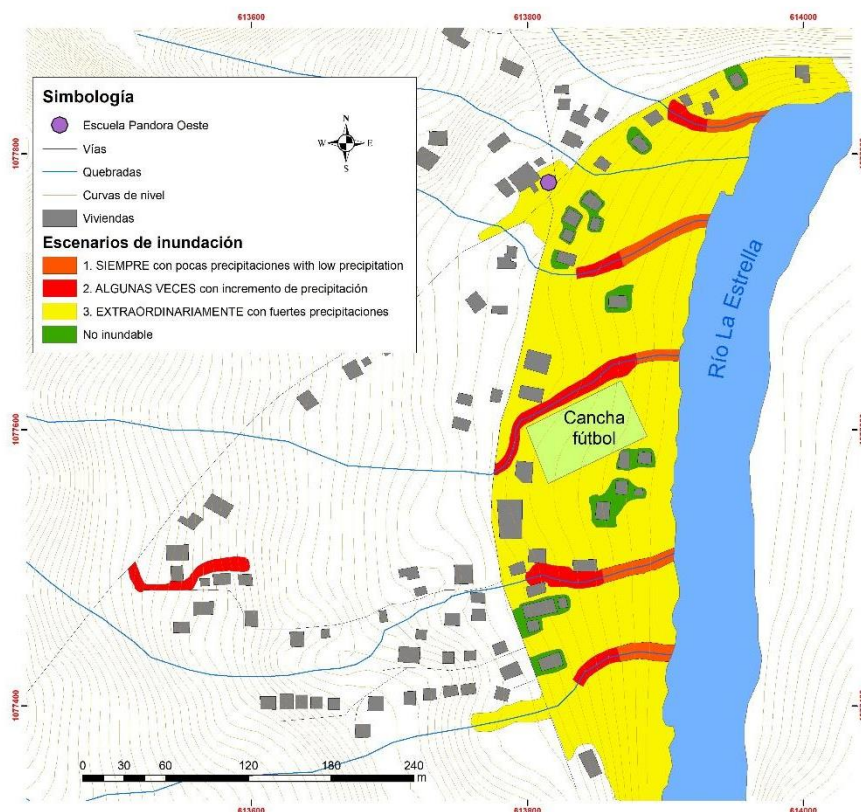 613600
613800
614000
Simbología
Escuela Pandora Oeste
Vías
Quebradas
Curvas de nivel
Viviendas
N
W
E
S
Escenarios de inundación
1. SIEMPRE con pocas precipitaciones with low precipitation
2. ALGUNAS VECES con incremento de precipitación
3. EXTRAORDINARIAMENTE con fuertes precipitaciones
No inundable
1077800
Río La Estrella
1077600
Cancha
fútbol
1077400
0 15 30 60 120 180 240
m
613600
613800
614000